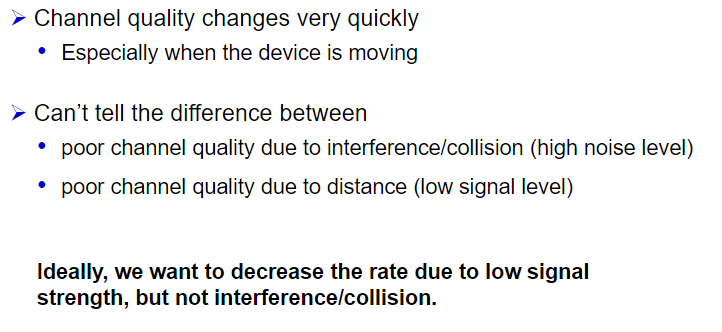 ➢ Channel quality changes very quickly
• Especially when the device is moving
➢ Can't tell the difference between
• poor channel quality due to interference/collision (high noise level)
• poor channel quality due to distance (low signal level)
Ideally, we want to decrease the rate due to low signal
strength, but not interference/collision.